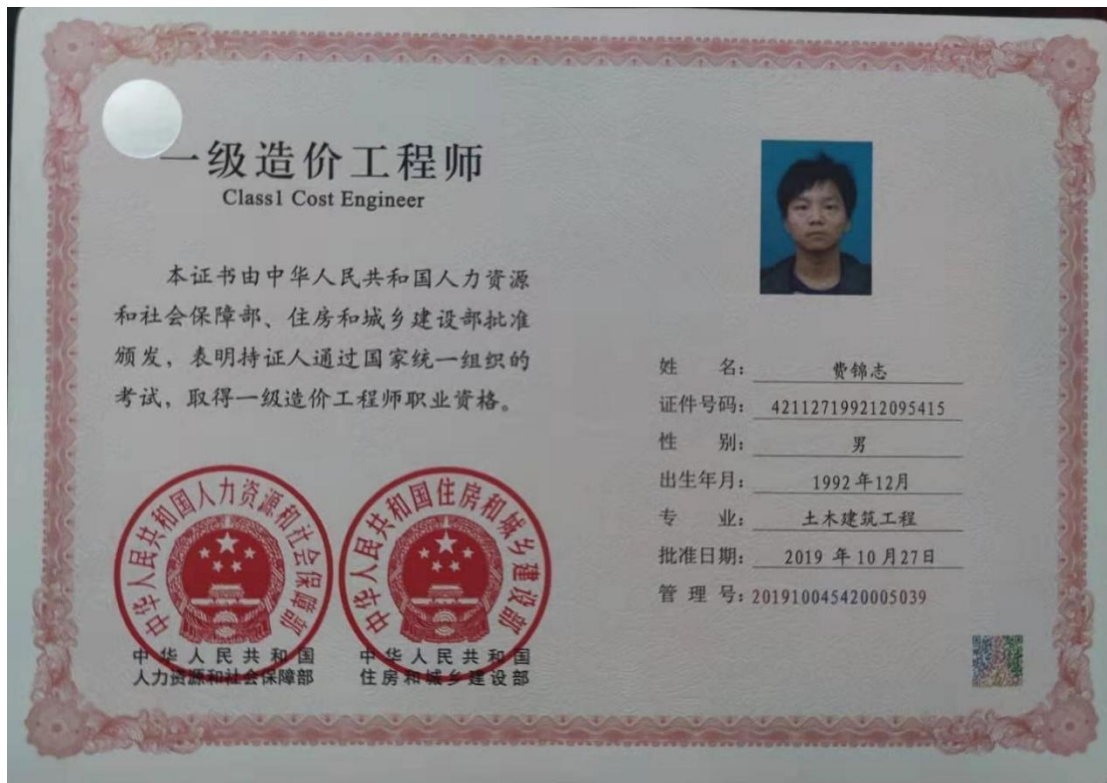 一级造价工程师
Class1 Cost Engineer
本证书由中华人民共和国人力资源
和社会保障部、住房和城乡建设部批准
颁发，表明持证人通过国家统一组织的
考试，取得一级造价工程师职业资格。
中华人民共和国人力资源和社会保障部
中华人民共和国
人力资源和社会保障部
中华人民共和国住房和城乡建设部
中华人民共和国
住房和城乡建设部
姓名：费锦志
证件号码：421127199212095415
性别：男
出生年月：1992年12月
专业：土木建筑工程
批准日期：2019年10月27日
管理号：201910045420005039